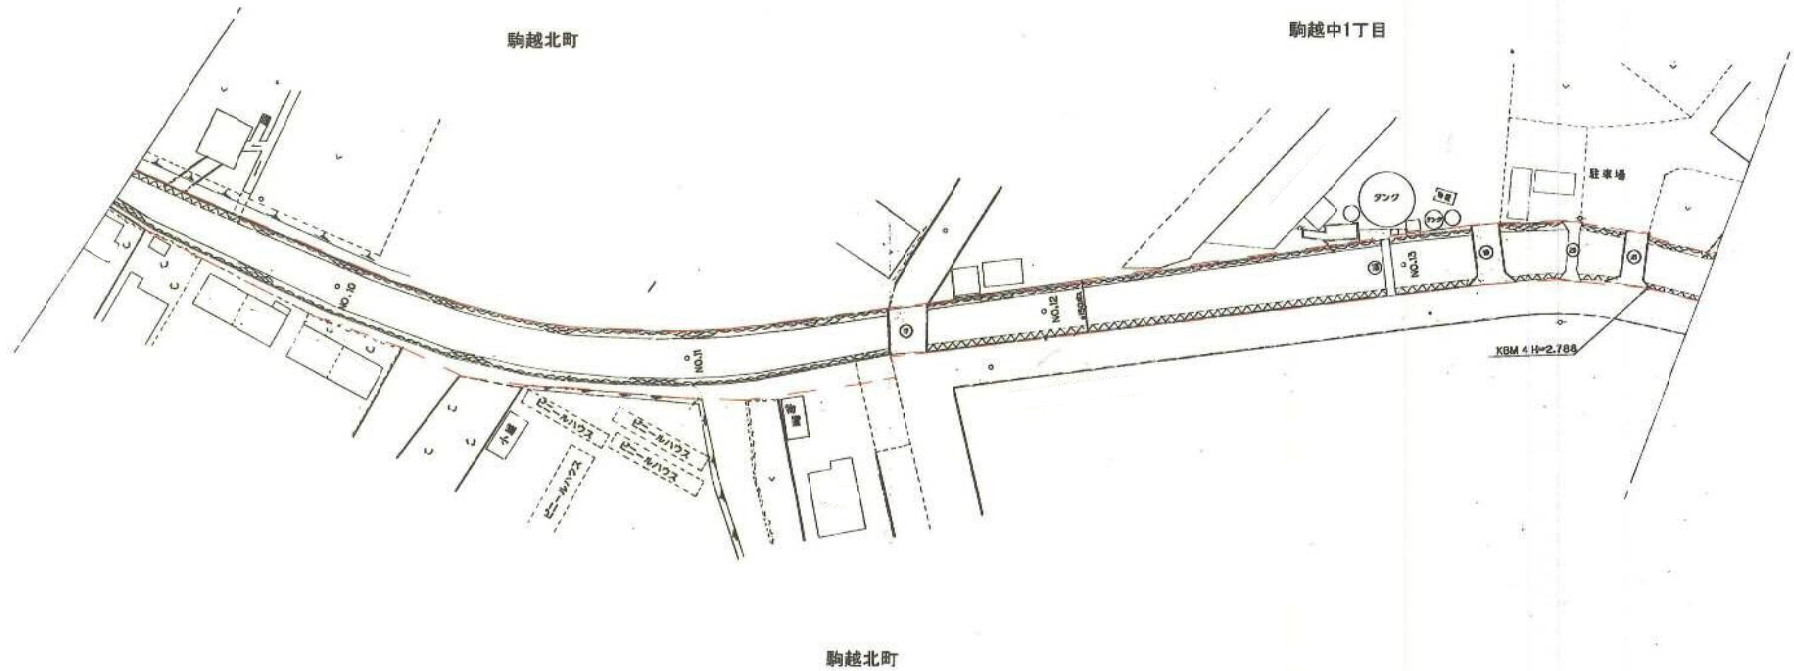 駒越北町
駒越中1丁目
タンク
タンク
駐車場
NO.10
NO.11
NO.12
NO.13
KBM 4 H=2.788
小屋
ビニールハウス
ビニールハウス
ビニールハウス
ビニールハウス
駒越北町